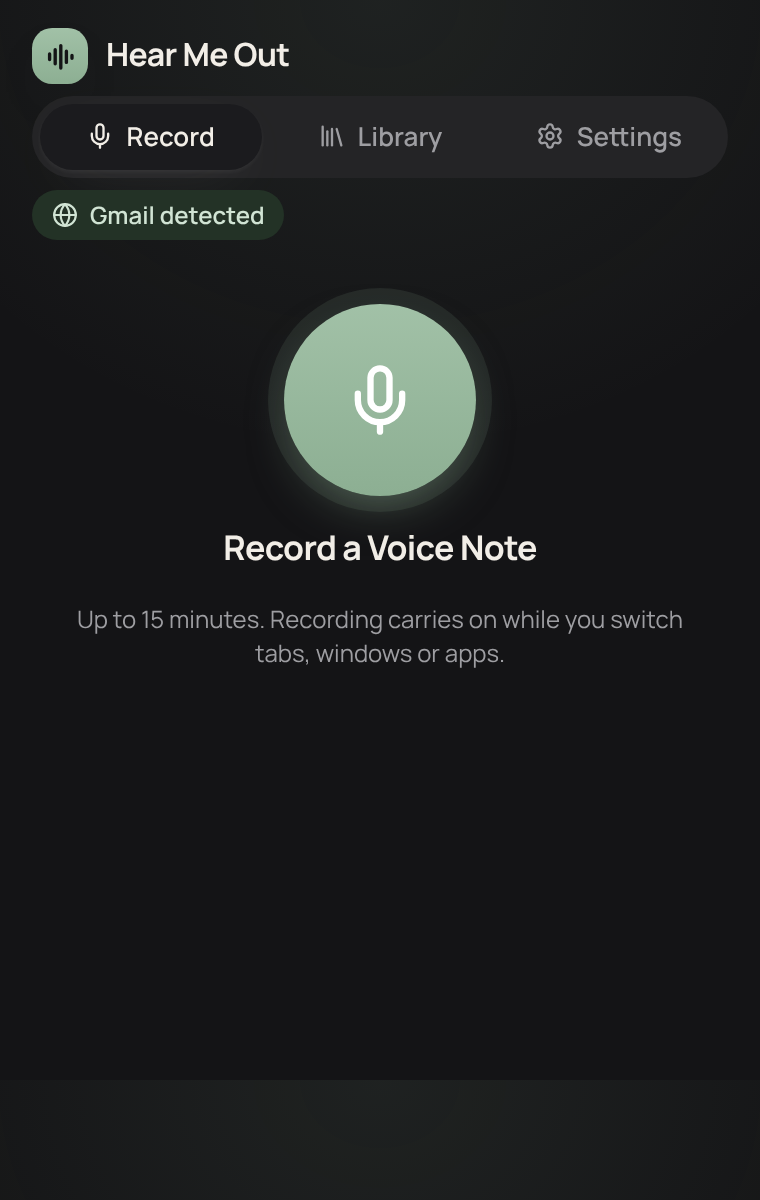 Hear Me Out
Record
Library
Settings
Gmail detected
Record a Voice Note
Up to 15 minutes. Recording carries on while you switch
tabs, windows or apps.